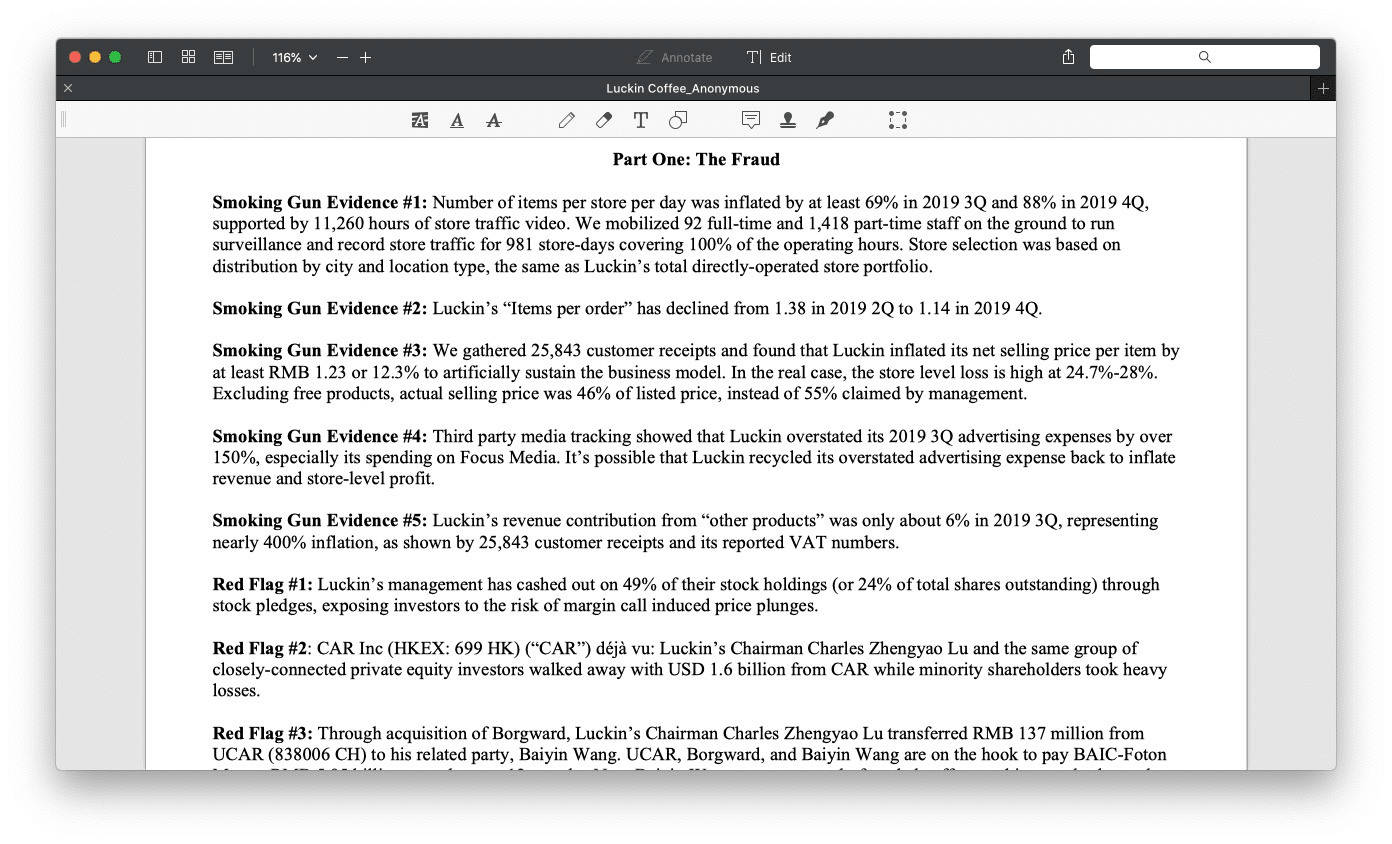 116%
Annotate
Edit
Luckin Coffee_Anonymous
Part One: The Fraud
Smoking Gun Evidence #1: Number of items per store per day was inflated by at least 69% in 2019 3Q and 88% in 2019 4Q,
supported by 11,260 hours of store traffic video. We mobilized 92 full-time and 1,418 part-time staff on the ground to run
surveillance and record store traffic for 981 store-days covering 100% of the operating hours. Store selection was based on
distribution by city and location type, the same as Luckin’s total directly-operated store portfolio.
Smoking Gun Evidence #2: Luckin’s “Items per order” has declined from 1.38 in 2019 2Q to 1.14 in 2019 4Q.
Smoking Gun Evidence #3: We gathered 25,843 customer receipts and found that Luckin inflated its net selling price per item by
at least RMB 1.23 or 12.3% to artificially sustain the business model. In the real case, the store level loss is high at 24.7%-28%.
Excluding free products, actual selling price was 46% of listed price, instead of 55% claimed by management.
Smoking Gun Evidence #4: Third party media tracking showed that Luckin overstated its 2019 3Q advertising expenses by over
150%, especially its spending on Focus Media. It’s possible that Luckin recycled its overstated advertising expense back to inflate
revenue and store-level profit.
Smoking Gun Evidence #5: Luckin’s revenue contribution from “other products” was only about 6% in 2019 3Q, representing
nearly 400% inflation, as shown by 25,843 customer receipts and its reported VAT numbers.
Red Flag #1: Luckin’s management has cashed out on 49% of their stock holdings (or 24% of total shares outstanding) through
stock pledges, exposing investors to the risk of margin call induced price plunges.
Red Flag #2: CAR Inc (HKEX: 699 HK) (“CAR”) déjà vu: Luckin’s Chairman Charles Zhengyao Lu and the same group of
closely-connected private equity investors walked away with USD 1.6 billion from CAR while minority shareholders took heavy
losses.
Red Flag #3: Through acquisition of Borgward, Luckin’s Chairman Charles Zhengyao Lu transferred RMB 137 million from
UCAR (838006 CH) to his related party, Baiyin Wang. UCAR, Borgward, and Baiyin Wang are on the hook to pay BAIC-Foton